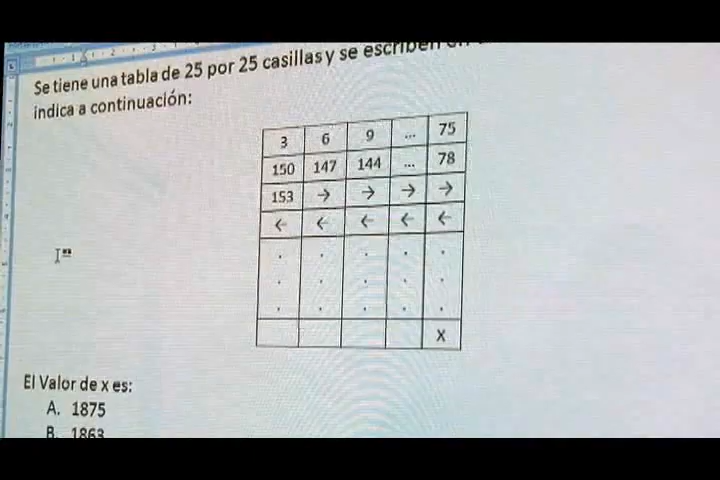 Se tiene una tabla de 25 por 25 casillas y se escriben
indica a continuación:
3 6 9 ... 75
150 147 144 ... 78
153 → → → →
← ← ← ← ←
. . . . .
. . . . .
. . . . .
X
El Valor de x es:
A. 1875
B. 1863